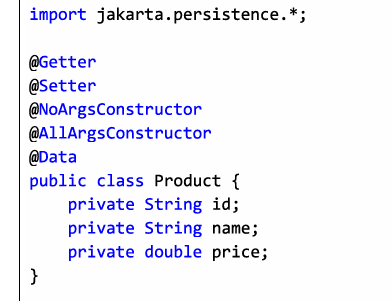 import jakarta.persistence.*;
@Getter
@Setter
@NoArgsConstructor
@AllArgsConstructor
@Data
public class Product {
    private String id;
    private String name;
    private double price;
}